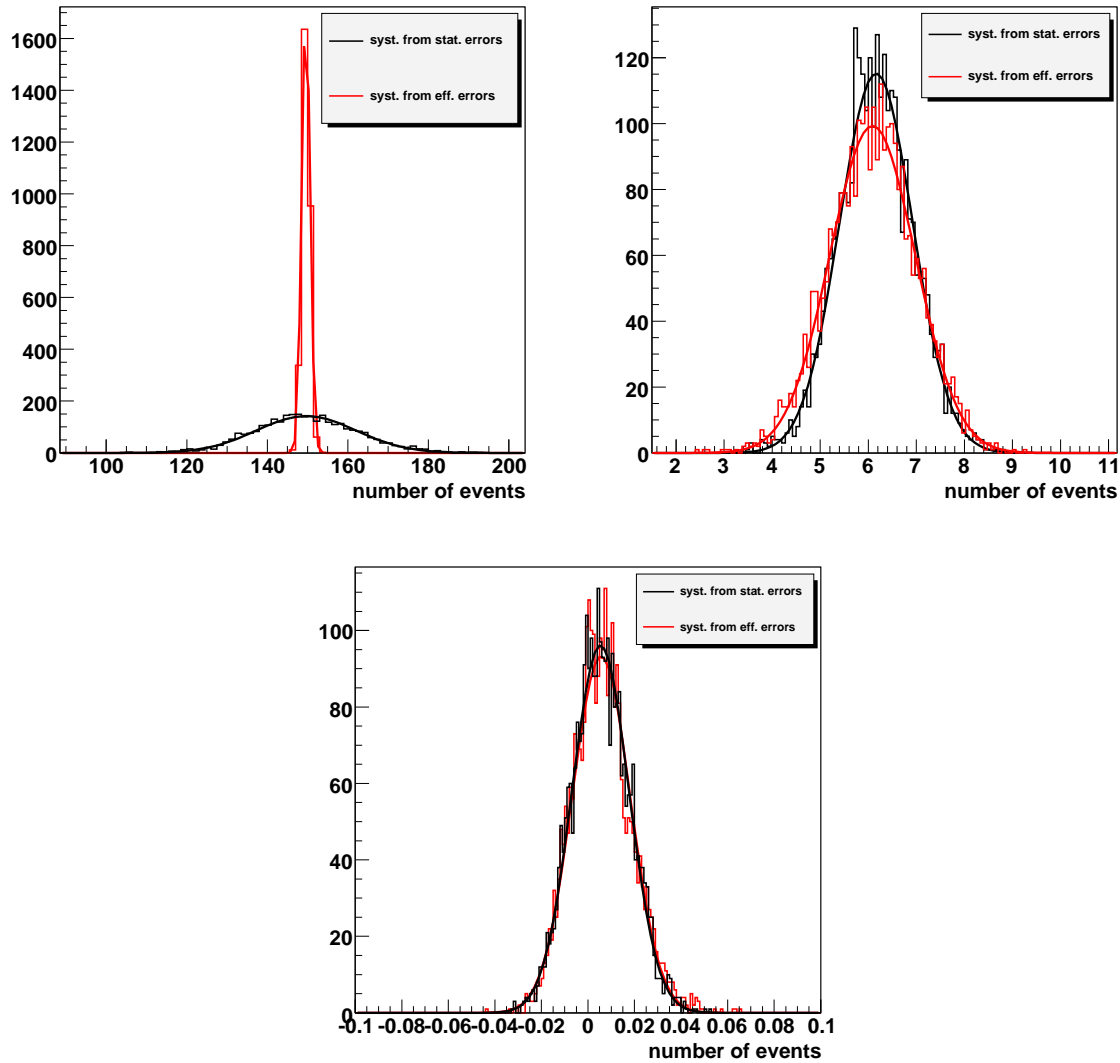 1600
1400
1200
1000
800
600
400
200
0
100 120 140 160 180 200
number of events
syst. from stat. errors
syst. from eff. errors
120
100
80
60
40
20
0
2 3 4 5 6 7 8 9 10 11
number of events
syst. from stat. errors
syst. from eff. errors
100
80
60
40
20
0
-0.1 -0.08 -0.06 -0.04 -0.02 0 0.02 0.04 0.06 0.08 0.1
number of events
syst. from stat. errors
syst. from eff. errors